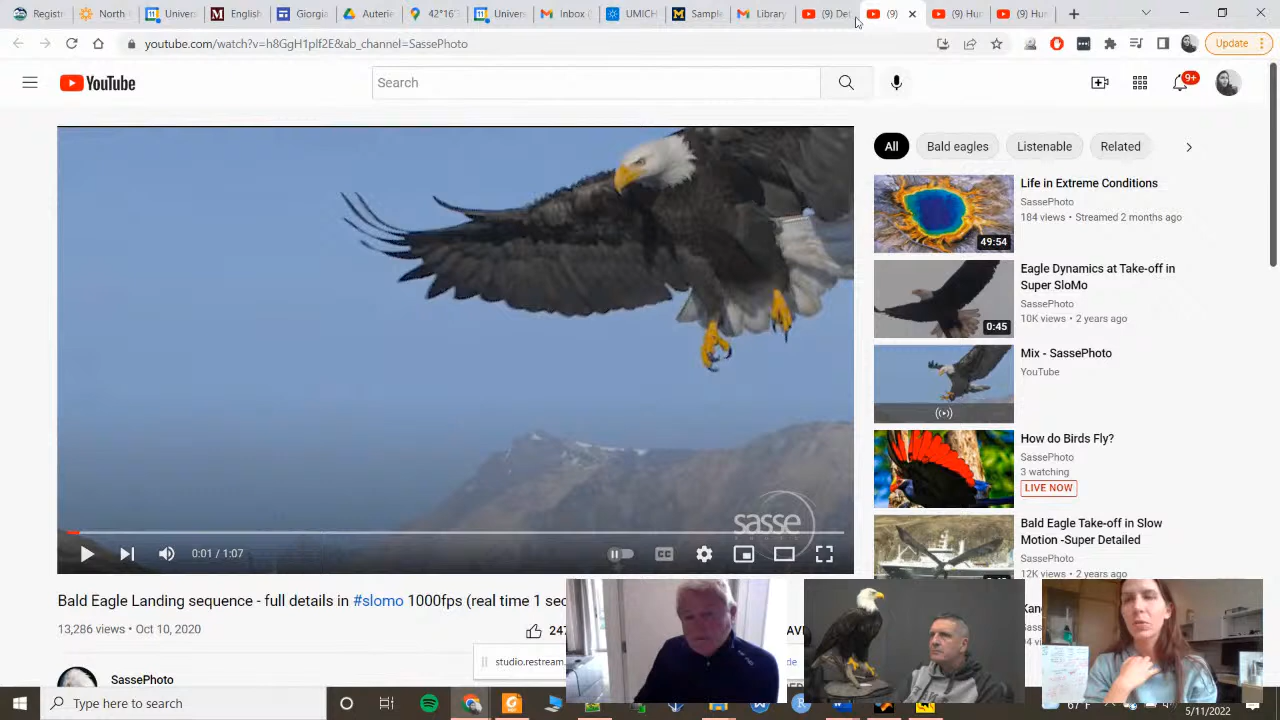 Regist
Norther
Univers
English
Giorgia
Auterie
42°16'
Univers
Inbox (
UMICH
Sample
Library
(9) De
(9)
(9) Hu
(9) Hu
youtube.com/watch?v=h8GgH1plf2E&ab_channel=SassePhoto
Update
YouTube
Search
9+
All
Bald eagles
Listenable
Related
Life in Extreme Conditions
SassePhoto
184 views • Streamed 2 months ago
49:54
Eagle Dynamics at Take-off in
Super SloMo
SassePhoto
10K views • 2 years ago
0:45
Mix - SassePhoto
YouTube
How do Birds Fly?
SassePhoto
3 watching
LIVE NOW
Bald Eagle Take-off in Slow
Motion -Super Detailed
SassePhoto
12K views • 2 years ago
sasse
0:01 / 1:07
CC
Bald Eagle Landing sequence - full details in #slomo 1000fps (real time 1 sec
13,286 views • Oct 10, 2020
247
studio.restream.
SassePhoto
Type here to search
5/11/2022